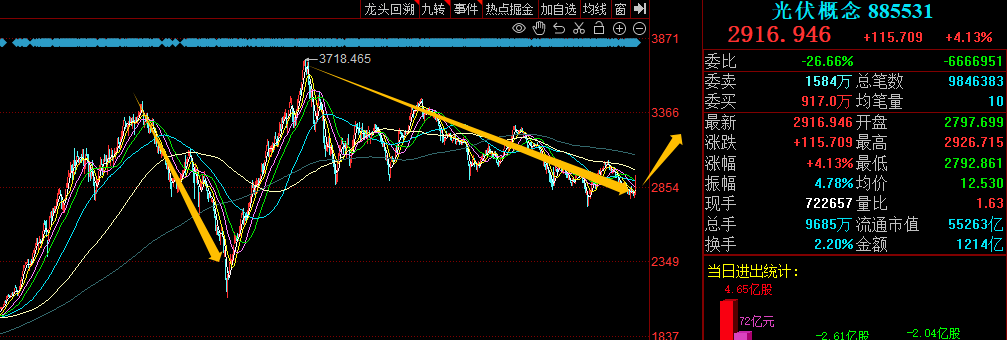 龙头回溯 九转 事件 热点掘金 加自选 均线 窗
3871
3718.465
3366
2854
2349
1837
光伏概念 885531
2916.946 +115.709 +4.13%
委比 -26.66% -6666951
委卖 1584万 总笔数 9846383
委买 917.0万 均笔量 10
最新 2916.946 开盘 2797.699
涨跌 +115.709 最高 2926.715
涨幅 +4.13% 最低 2792.861
振幅 4.78% 均价 12.530
现手 722657 量比 1.63
总手 9685万 流通市值 55263亿
换手 2.20% 金额 1214亿
当日进出统计：
4.65亿股
72亿元
-2.61亿股 -2.04亿股